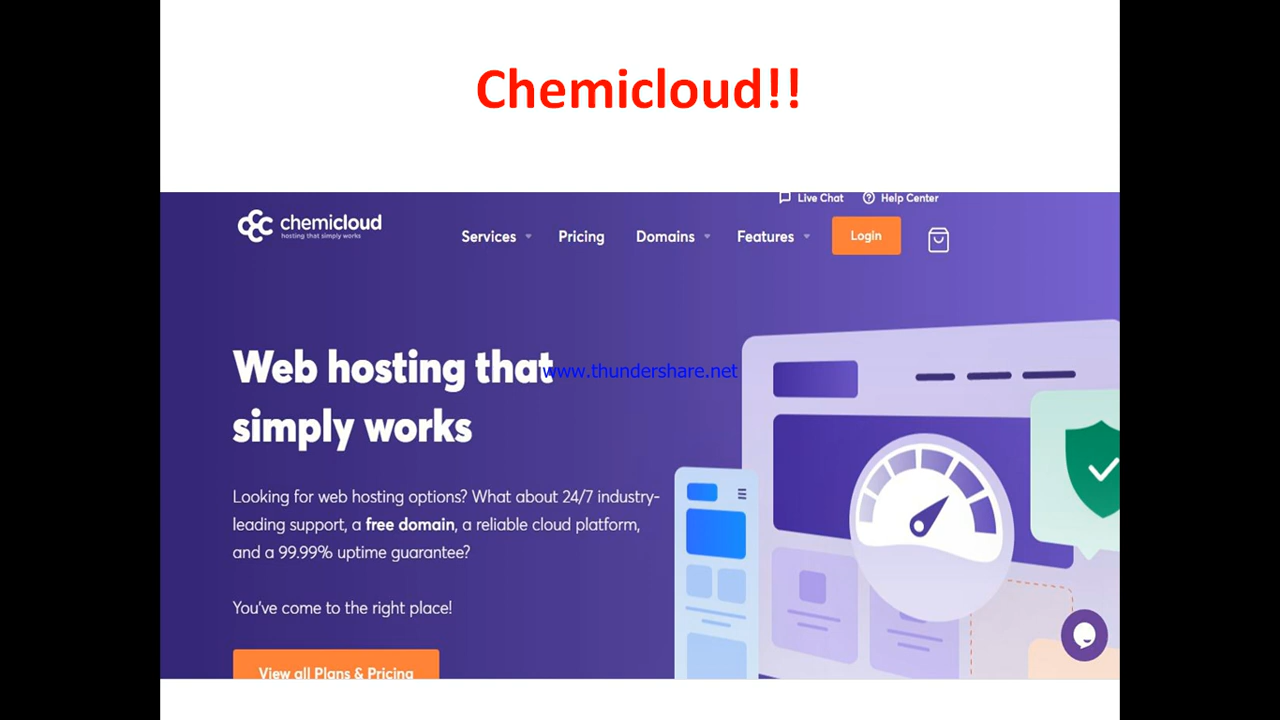 Chemicloud!!
Live Chat
Help Center
chemicloud
hosting that simply works
Services
Pricing
Domains
Features
Login
Web hosting that
www.thundershare.net
simply works
Looking for web hosting options? What about 24/7 industry-
leading support, a free domain, a reliable cloud platform,
and a 99.99% uptime guarantee?
You've come to the right place!
View all Plans & Pricing